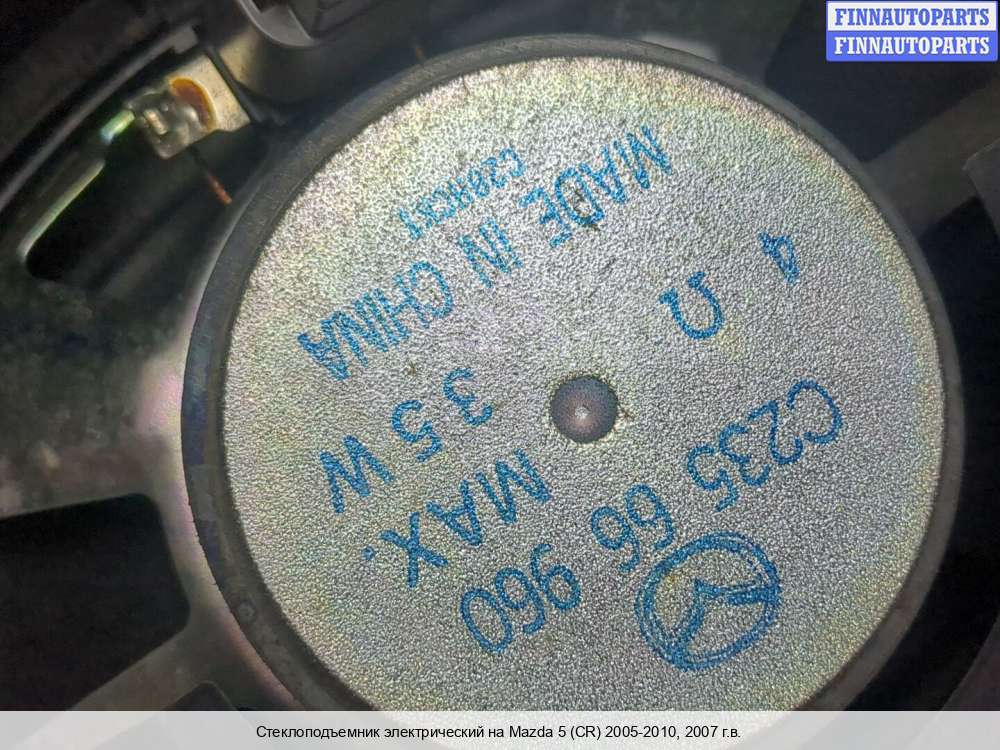 FINNAUTOPARTS
FINNAUTOPARTS
C235 66 960
4 Ω MAX. 35W
MADE IN CHINA
Стеклоподъемник электрический на Mazda 5 (CR) 2005-2010, 2007 г.в.